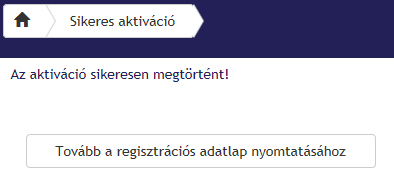 Sikeres aktiváció
Az aktiváció sikeresen megtörtént!
Tovább a regisztrációs adatlap nyomtatásához